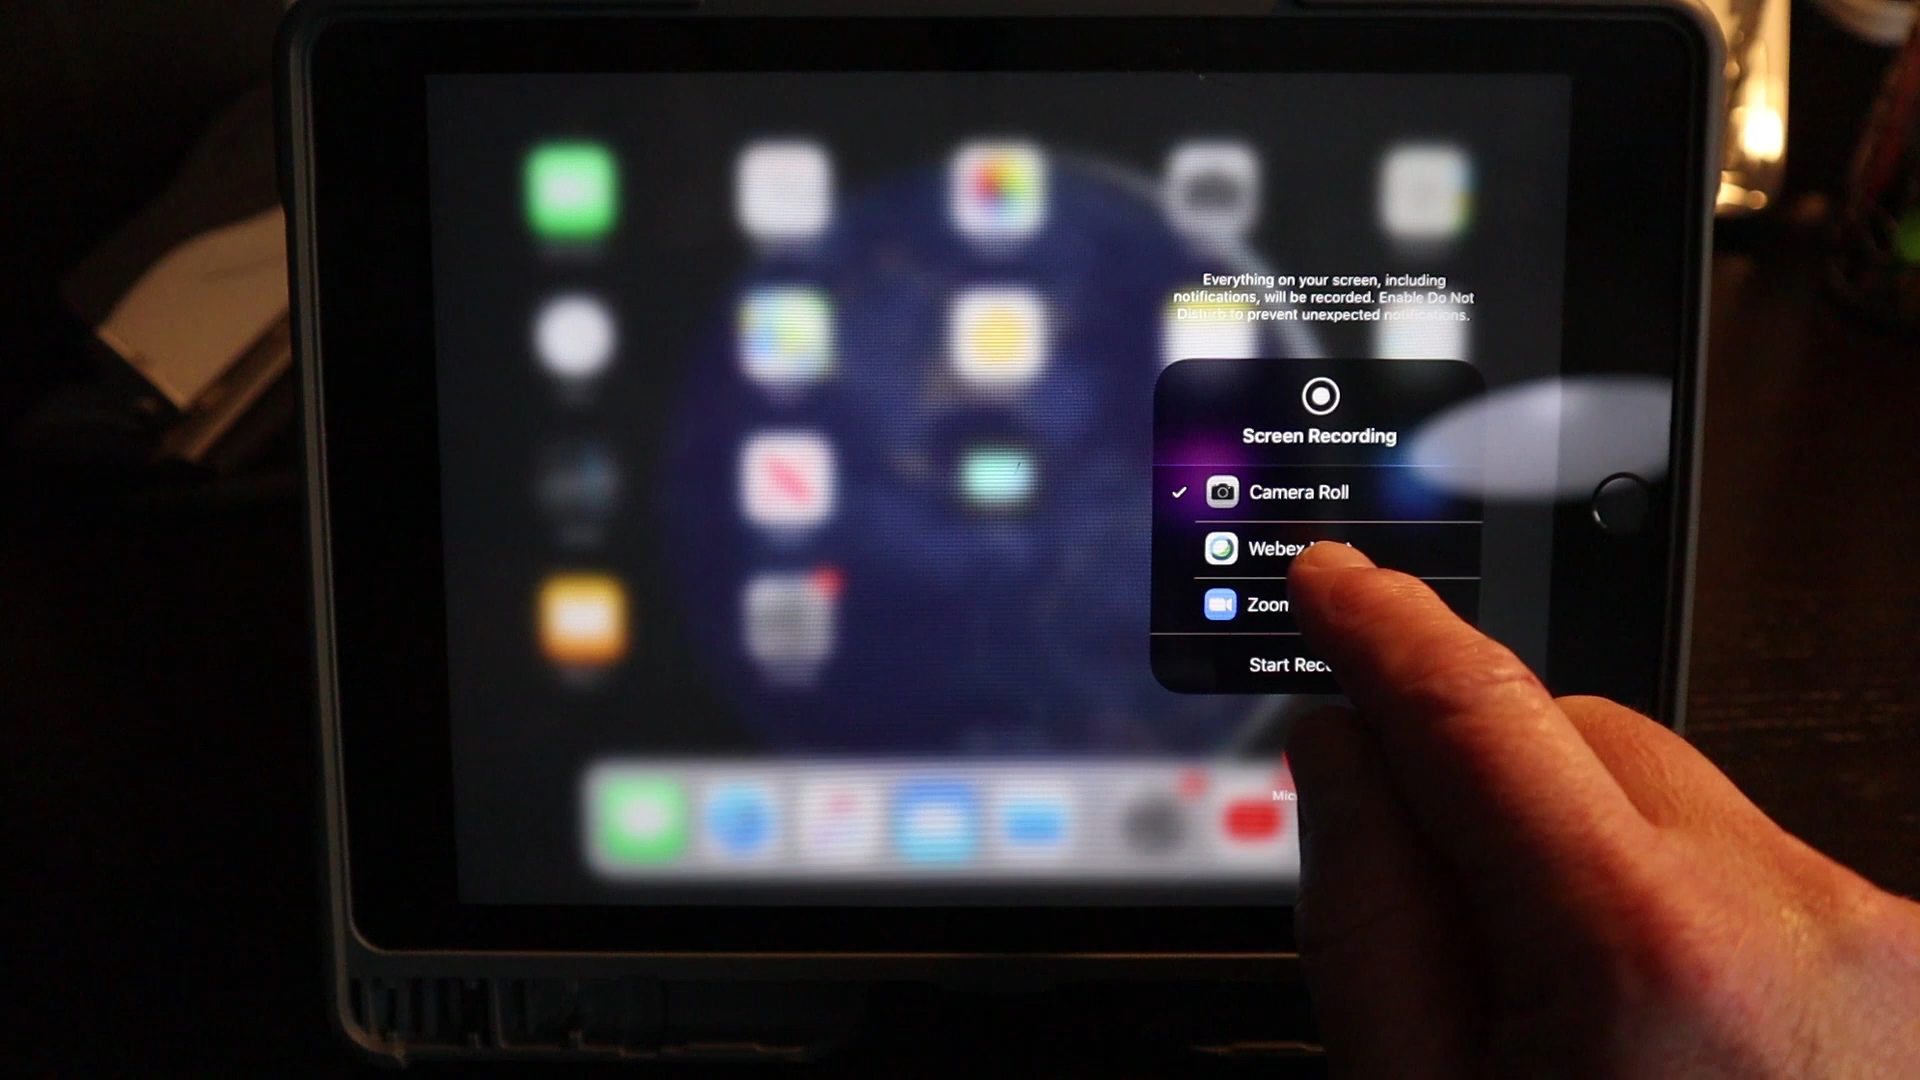 Everything on your screen, including
notifications, will be recorded. Enable Do Not
Disturb to prevent unexpected notifications.
Screen Recording
Camera Roll
Webex
Zoom
Start